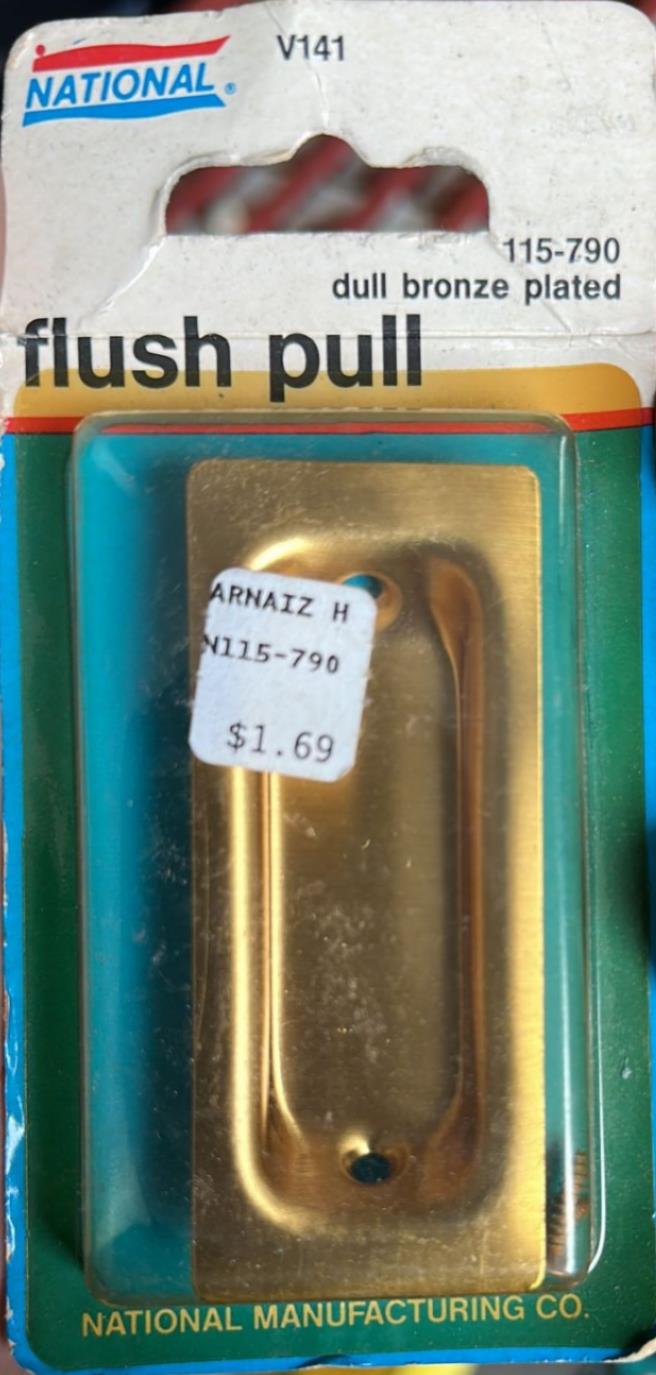 NATIONAL®
V141
115-790
dull bronze plated
flush pull
ARNAIZ H
N115-790
$1.69
NATIONAL MANUFACTURING CO.